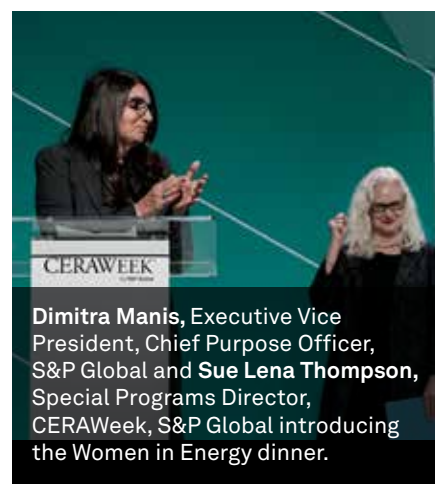 CERAWEEK
Dimitra Manis, Executive Vice
President, Chief Purpose Officer,
S&P Global and Sue Lena Thompson,
Special Programs Director,
CERAWeek, S&P Global introducing
the Women in Energy dinner.